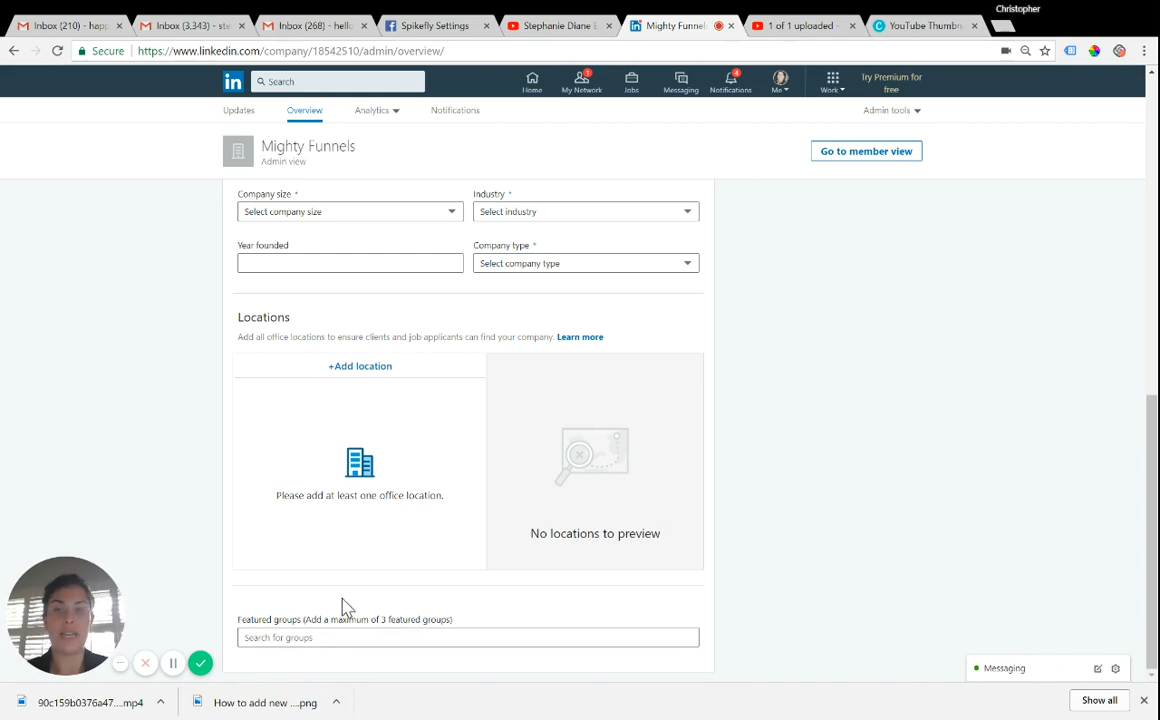 Christopher
Inbox (210) - happ
Inbox (3,343) - ste
Inbox (268) - hello
Spikefly Settings
Stephanie Diane E
Mighty Funnels
1 of 1 uploaded -
YouTube Thumbn
Secure
https://www.linkedin.com/company/18542510/admin/overview/
in
Search
Home
My Network
Jobs
Messaging
Notifications
Me
Work
Try Premium for
free
Updates
Overview
Analytics
Notifications
Admin tools
Mighty Funnels
Admin view
Go to member view
Company size *
Industry *
Select company size
Select industry
Year founded
Company type *
Select company type
Locations
Add all office locations to ensure clients and job applicants can find your company. Learn more
+Add location
Please add at least one office location.
No locations to preview
Featured groups (Add a maximum of 3 featured groups)
Search for groups
Messaging
90c159b0376a47....mp4
How to add new ....png
Show all